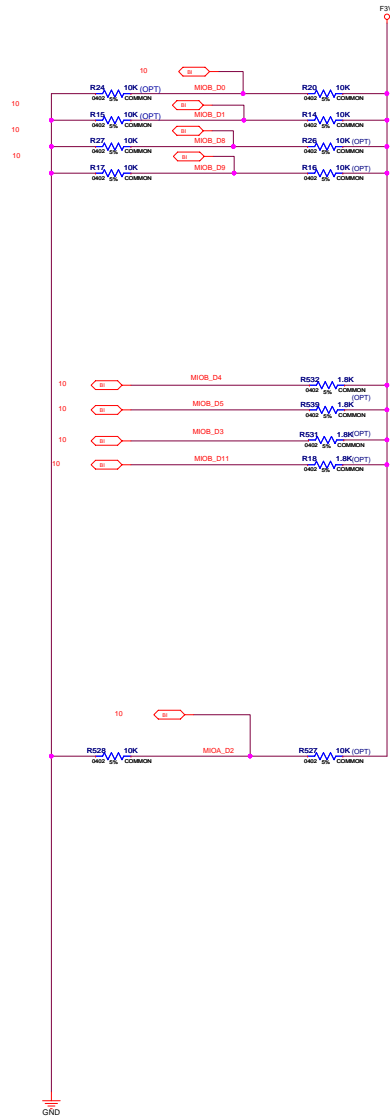 F3V
10 BI
R24 10K (OPT) MIOB_D0 R20 10K
0402 5% COMMON 0402 5% COMMON
10 BI
R15 10K (OPT) MIOB_D1 R14 10K
0402 5% COMMON 0402 5% COMMON
10 BI
R27 10K MIOB_D8 R26 10K (OPT)
0402 5% COMMON 0402 5% COMMON
10 BI
R17 10K MIOB_D9 R16 10K (OPT)
0402 5% COMMON 0402 5% COMMON
10 BI MIOB_D4 R532 1.8K
0402 5% COMMON
(OPT)
10 BI MIOB_D5 R539 1.8K
0402 5% COMMON
10 BI MIOB_D3 R531 1.8K (OPT)
0402 5% COMMON
10 BI MIOB_D11 R18 1.8K (OPT)
0402 5% COMMON
10 BI
R528 10K MIOA_D2 R527 10K (OPT)
0402 5% COMMON 0402 5% COMMON
GND